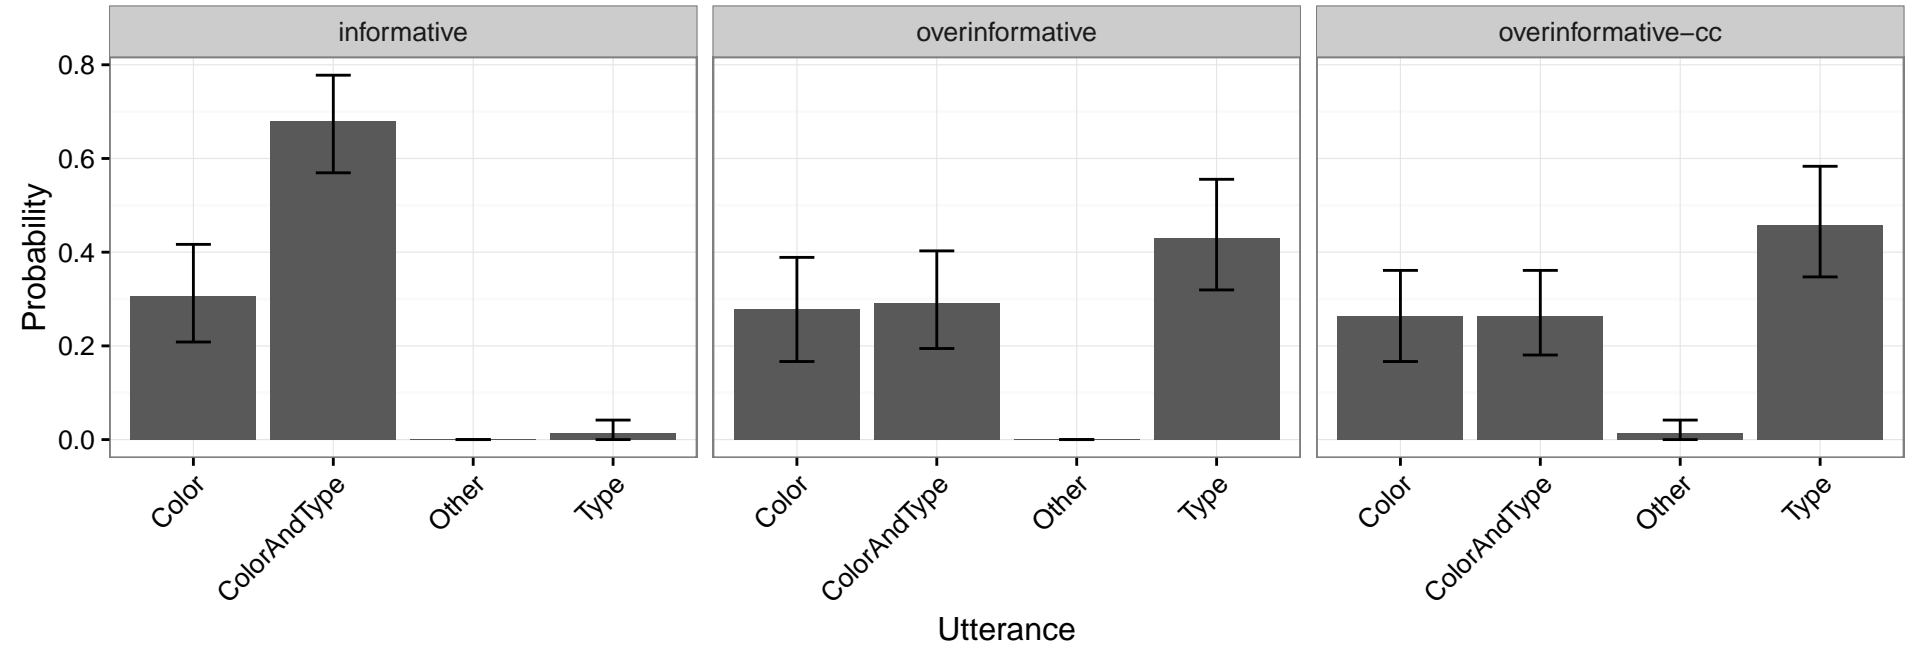 informative
overinformative
overinformative−cc
Probability
0.8
0.6
0.4
0.2
0.0
Color
ColorAndType
Other
Type
Color
ColorAndType
Other
Type
Color
ColorAndType
Other
Type
Utterance